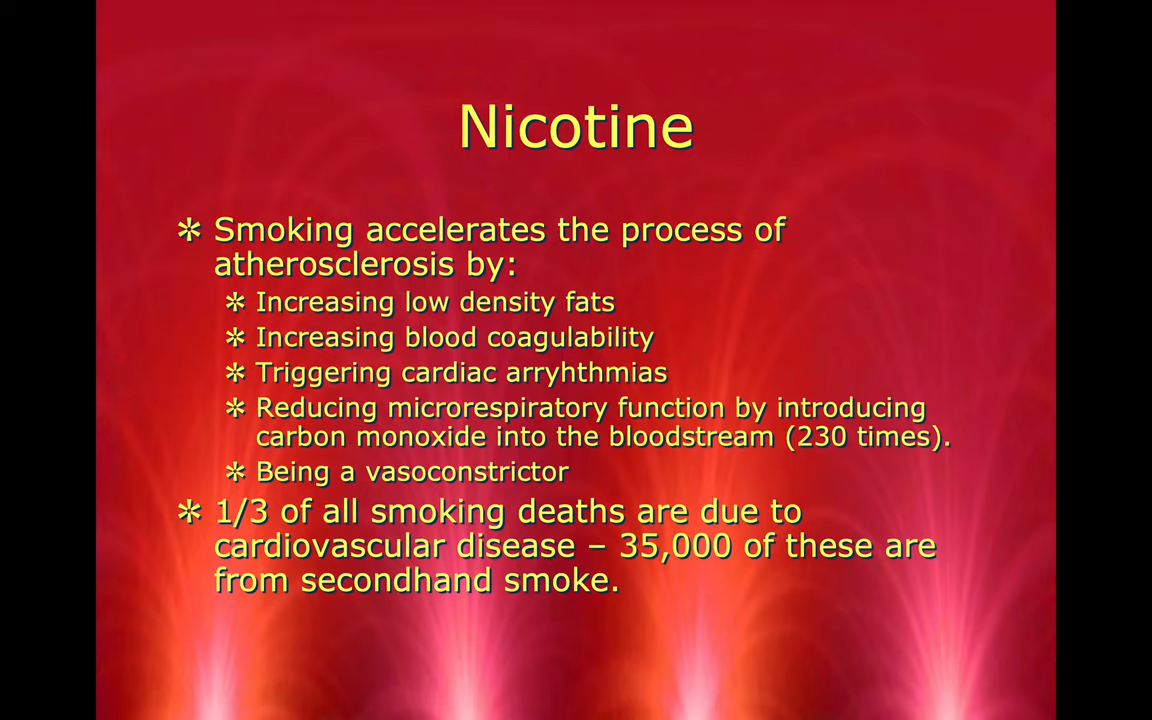 Nicotine
✲ Smoking accelerates the process of
atherosclerosis by:
✲ Increasing low density fats
✲ Increasing blood coagulability
✲ Triggering cardiac arryhthmias
✲ Reducing microrespiratory function by introducing
carbon monoxide into the bloodstream (230 times).
✲ Being a vasoconstrictor
✲ 1/3 of all smoking deaths are due to
cardiovascular disease – 35,000 of these are
from secondhand smoke.